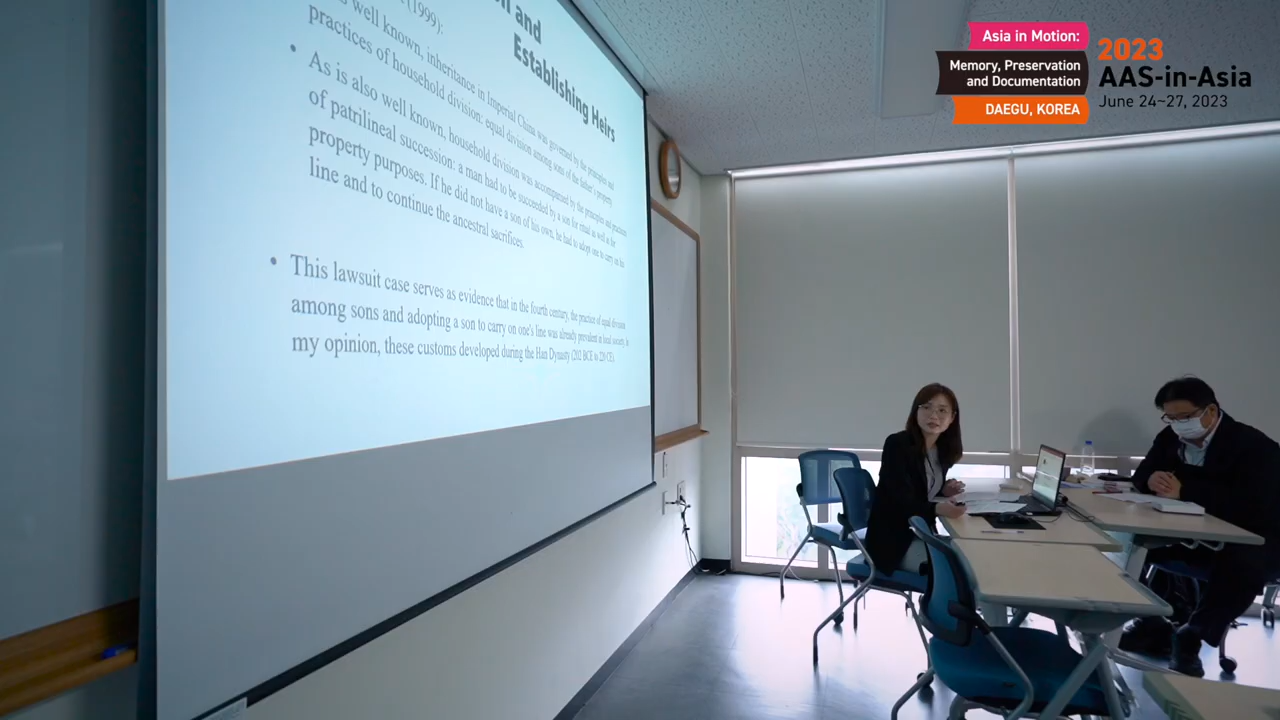 (1999):
well known, inheritance in Imperial China was governed by the principles and
practices of household division: equal division among sons of the father's property
• As is also well known, household division was accompanied by the principles and practices
of patrilineal succession: a man had to be succeeded by a son for ritual as well as for
property purposes. If he did not have a son of his own, he had to adopt one to carry on his
line and to continue the ancestral sacrifices.
and
Establishing Heirs
• This lawsuit case serves as evidence that in the fourth century, the practice of equal division
among sons and adopting a son to carry on one's line was already prevalent in local society. In
my opinion, these customs developed during the Han Dynasty (202 BCE to 220 CE).
Asia in Motion:
Memory, Preservation
and Documentation
DAEGU, KOREA
2023
AAS-in-Asia
June 24–27, 2023